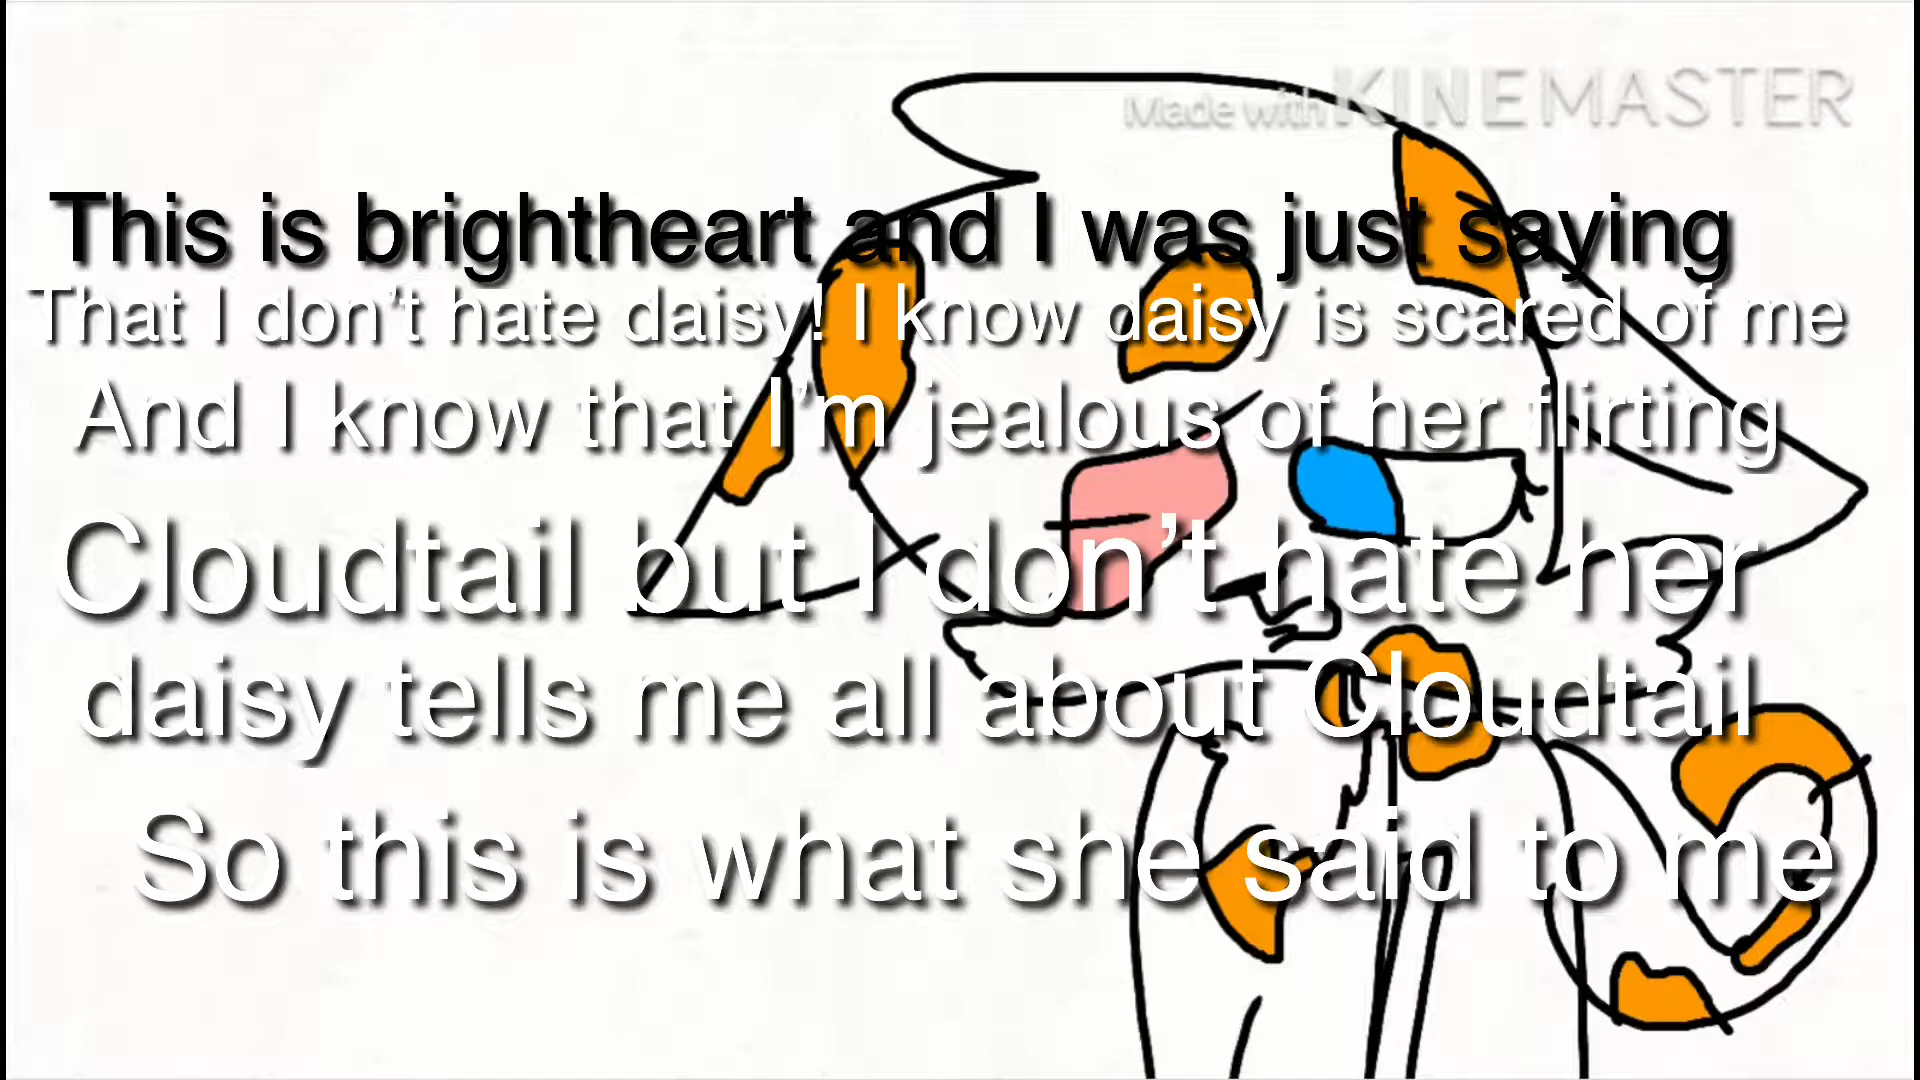 Made with KINEMASTER
This is brightheart and I was just saying
That I don't hate daisy! I know daisy is scared of me
And I know that I'm jealous of her flirting
Cloudtail but I don't hate her
daisy tells me all about Cloudtail
So this is what she said to me